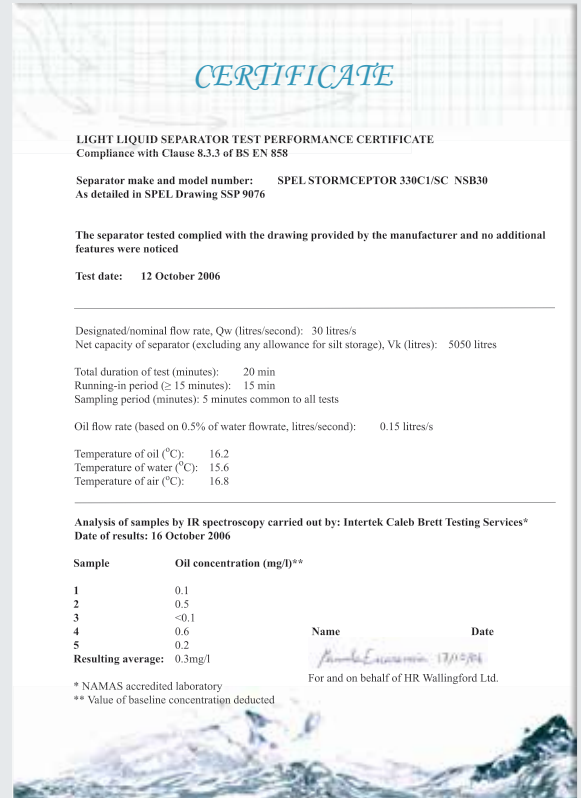 CERTIFICATE
LIGHT LIQUID SEPARATOR TEST PERFORMANCE CERTIFICATE
Compliance with Clause 8.3.3 of BS EN 858
Separator make and model number: SPEL STORMCEPTOR 330C1/SC NSB30
As detailed in SPEL Drawing SSP 9076
The separator tested complied with the drawing provided by the manufacturer and no additional
features were noticed
Test date: 12 October 2006
Designated/nominal flow rate, Qw (litres/second): 30 litres/s
Net capacity of separator (excluding any allowance for silt storage), Vk (litres): 5050 litres
Total duration of test (minutes): 20 min
Running-in period (≥ 15 minutes): 15 min
Sampling period (minutes): 5 minutes common to all tests
Oil flow rate (based on 0.5% of water flowrate, litres/second): 0.15 litres/s
Temperature of oil (°C): 16.2
Temperature of water (°C): 15.6
Temperature of air (°C): 16.8
Analysis of samples by IR spectroscopy carried out by: Intertek Caleb Brett Testing Services*
Date of results: 16 October 2006
Sample Oil concentration (mg/l)**
1 0.1
2 0.5
3 <0.1
4 0.6
5 0.2
Resulting average: 0.3mg/l
Name Date
17/10/06
For and on behalf of HR Wallingford Ltd.
* NAMAS accredited laboratory
** Value of baseline concentration deducted